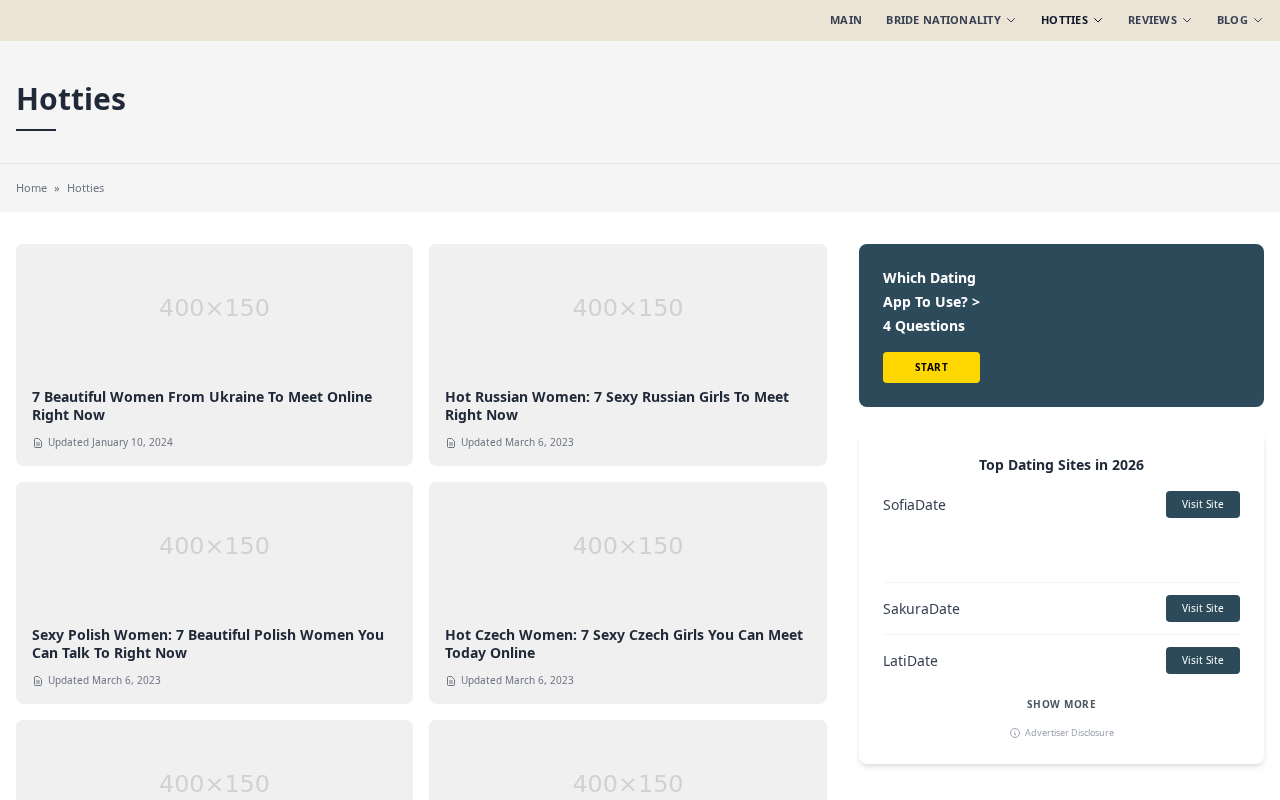 MAIN
BRIDE NATIONALITY
HOTTIES
REVIEWS
BLOG
Hotties
Home » Hotties
400×150
7 Beautiful Women From Ukraine To Meet Online
Right Now
Updated January 10, 2024
400×150
Hot Russian Women: 7 Sexy Russian Girls To Meet
Right Now
Updated March 6, 2023
400×150
Sexy Polish Women: 7 Beautiful Polish Women You
Can Talk To Right Now
Updated March 6, 2023
400×150
Hot Czech Women: 7 Sexy Czech Girls You Can Meet
Today Online
Updated March 6, 2023
400×150
400×150
Which Dating
App To Use? >
4 Questions
START
Top Dating Sites in 2026
SofiaDate
Visit Site
SakuraDate
Visit Site
LatiDate
Visit Site
SHOW MORE
Advertiser Disclosure